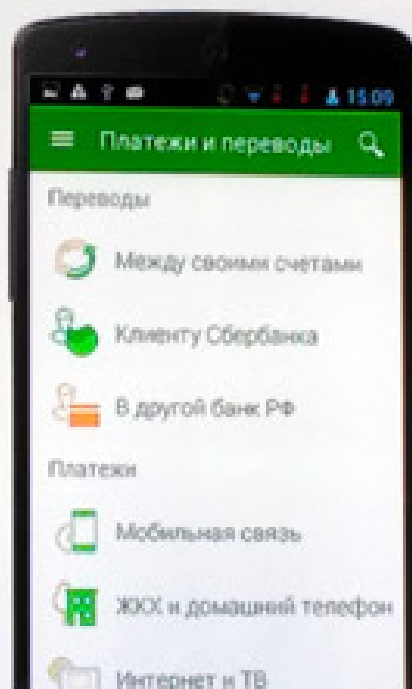 15:09
Платежи и переводы
Переводы
Между своими счетами
Клиенту Сбербанка
В другой банк РФ
Платежи
Мобильная связь
ЖКХ и домашний телефон
Интернет и ТВ